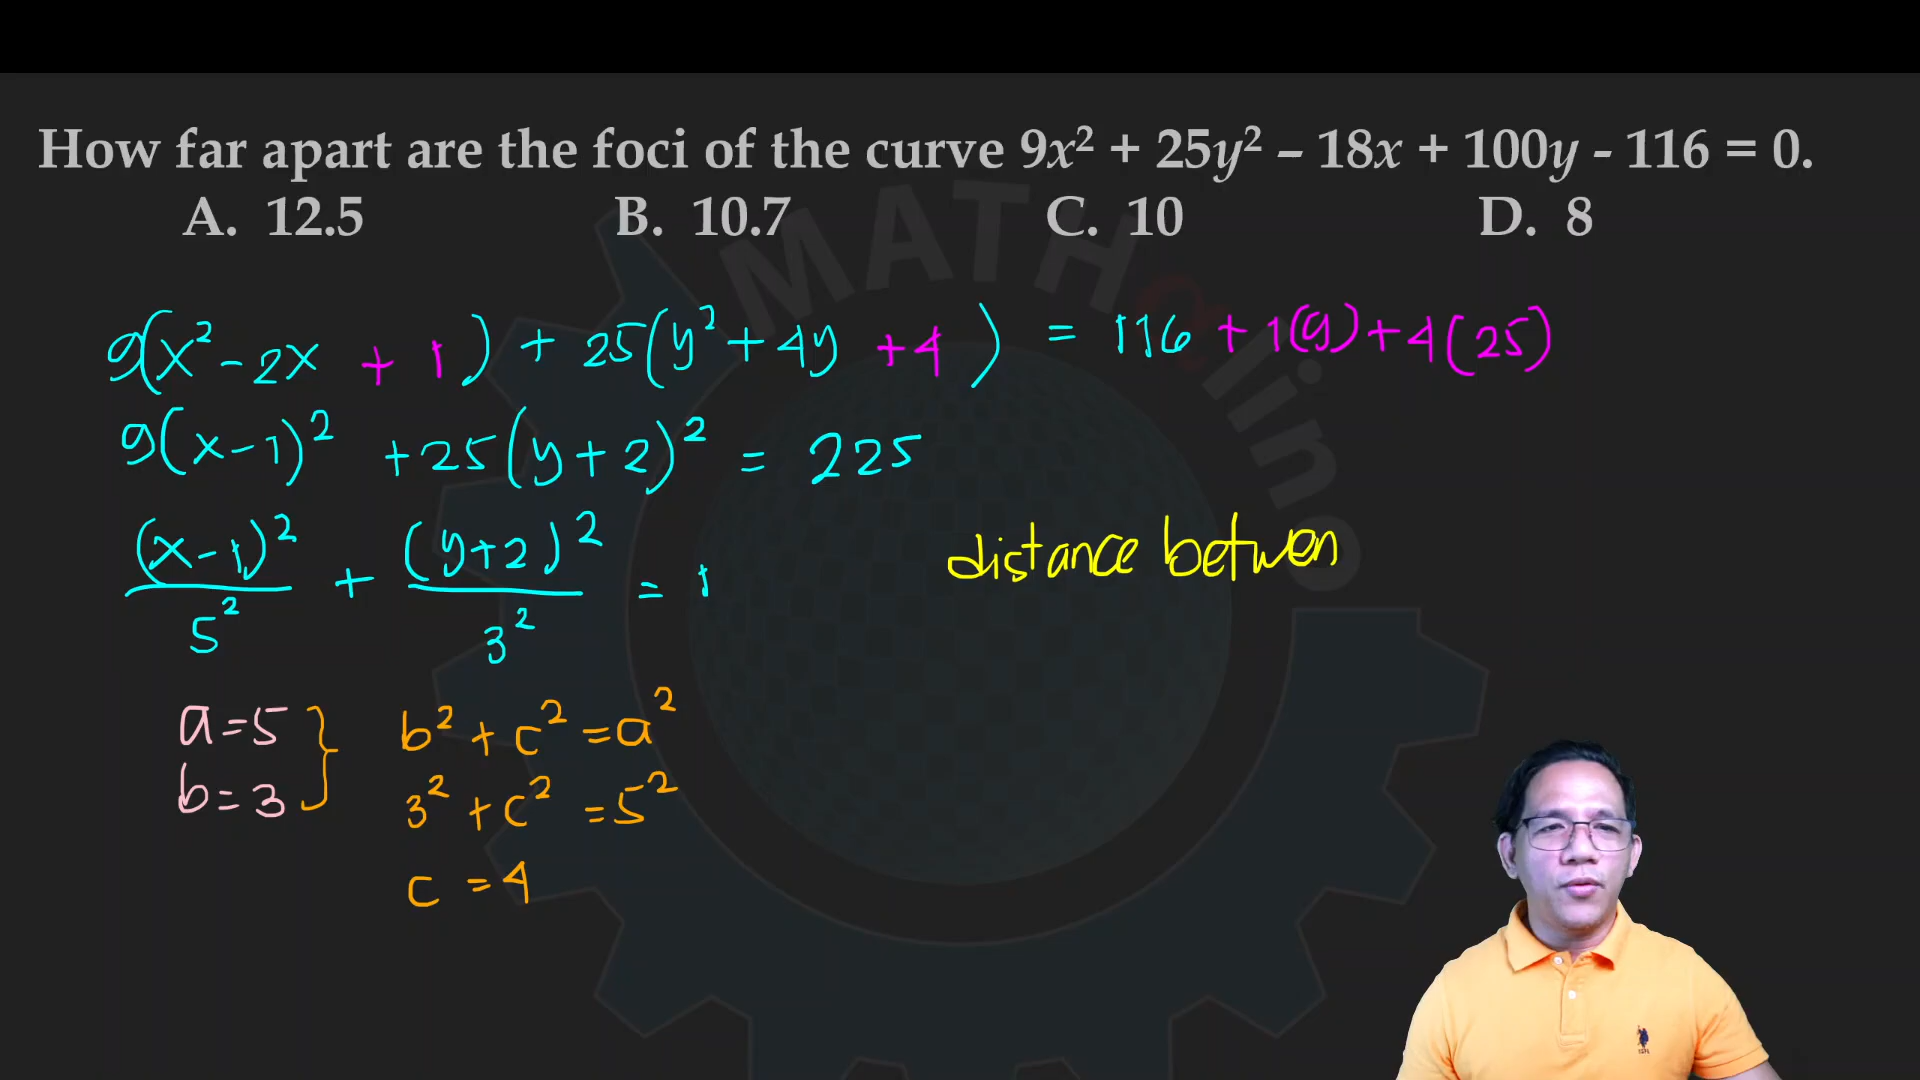 How far apart are the foci of the curve 9x² + 25y² – 18x + 100y - 116 = 0.
A. 12.5 B. 10.7 C. 10 D. 8
MATHalino
9(x² - 2x + 1) + 25(y² + 4y + 4) = 116 + 1(9) + 4(25)
9(x-1)² + 25(y+2)² = 225
(x-1)²/5² + (y+2)²/3² = 1
distance betwen
a=5
b=3
b² + c² = a²
3² + c² = 5²
c = 4